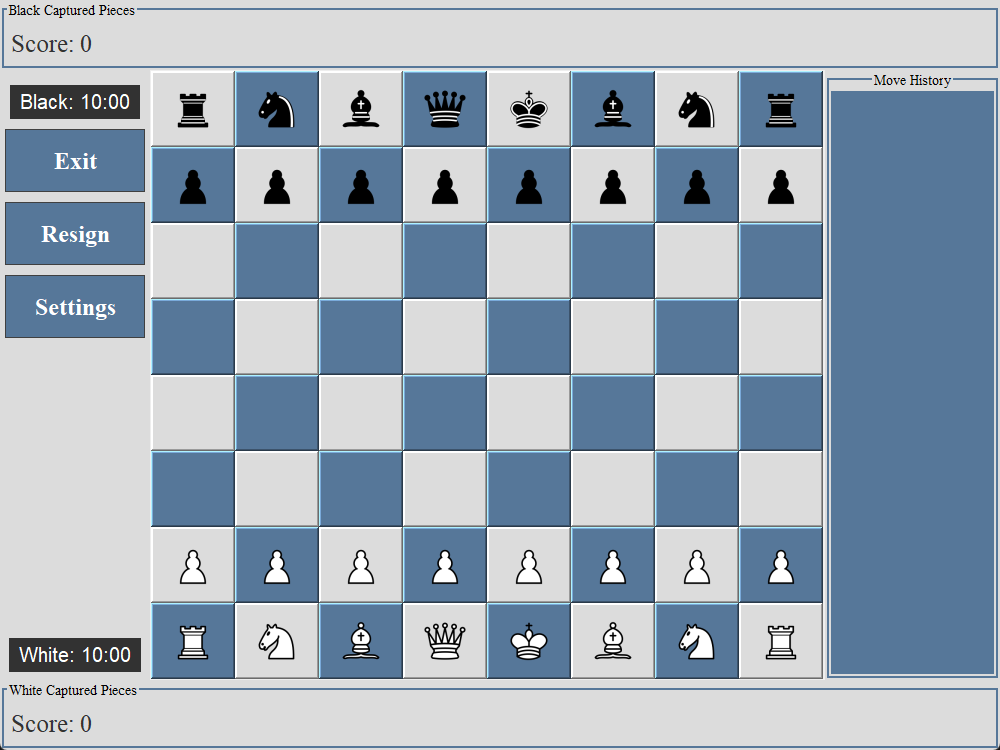 Black Captured Pieces
Score: 0
Black: 10:00
Move History
Exit
Resign
Settings
White: 10:00
White Captured Pieces
Score: 0